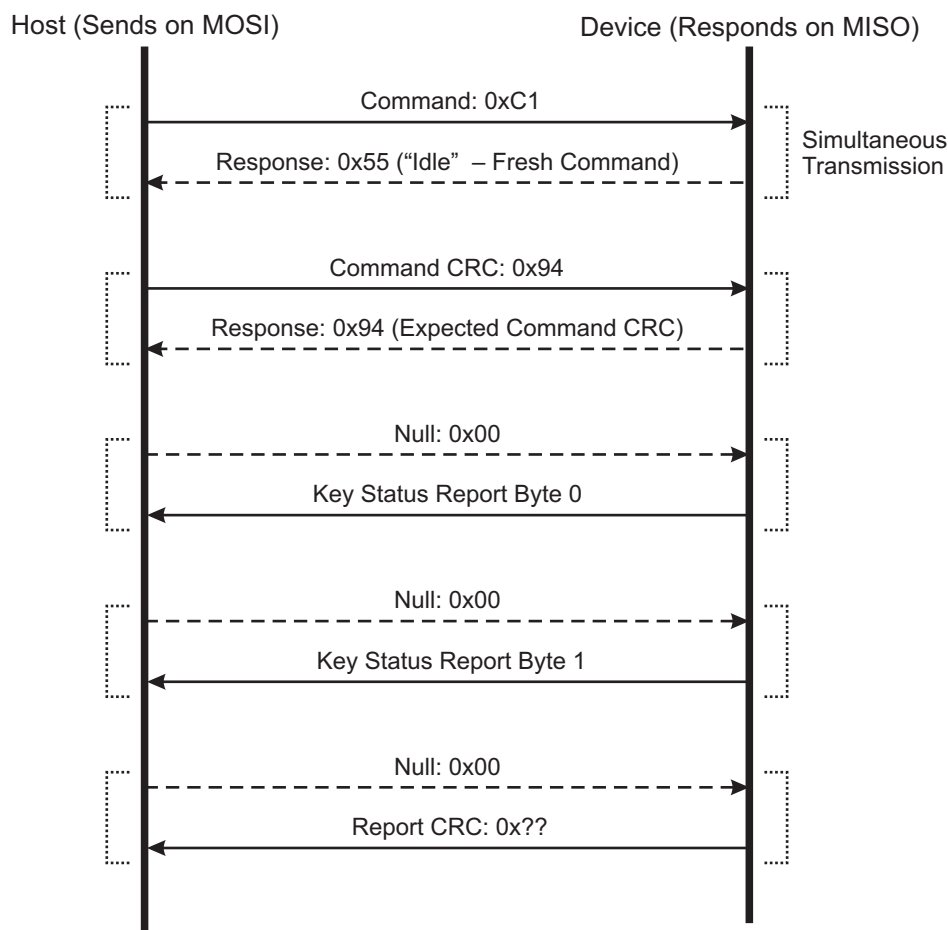 Host (Sends on MOSI)
Device (Responds on MISO)
Command: 0xC1
Response: 0x55 (“Idle” – Fresh Command)
Simultaneous
Transmission
Command CRC: 0x94
Response: 0x94 (Expected Command CRC)
Null: 0x00
Key Status Report Byte 0
Null: 0x00
Key Status Report Byte 1
Null: 0x00
Report CRC: 0x??